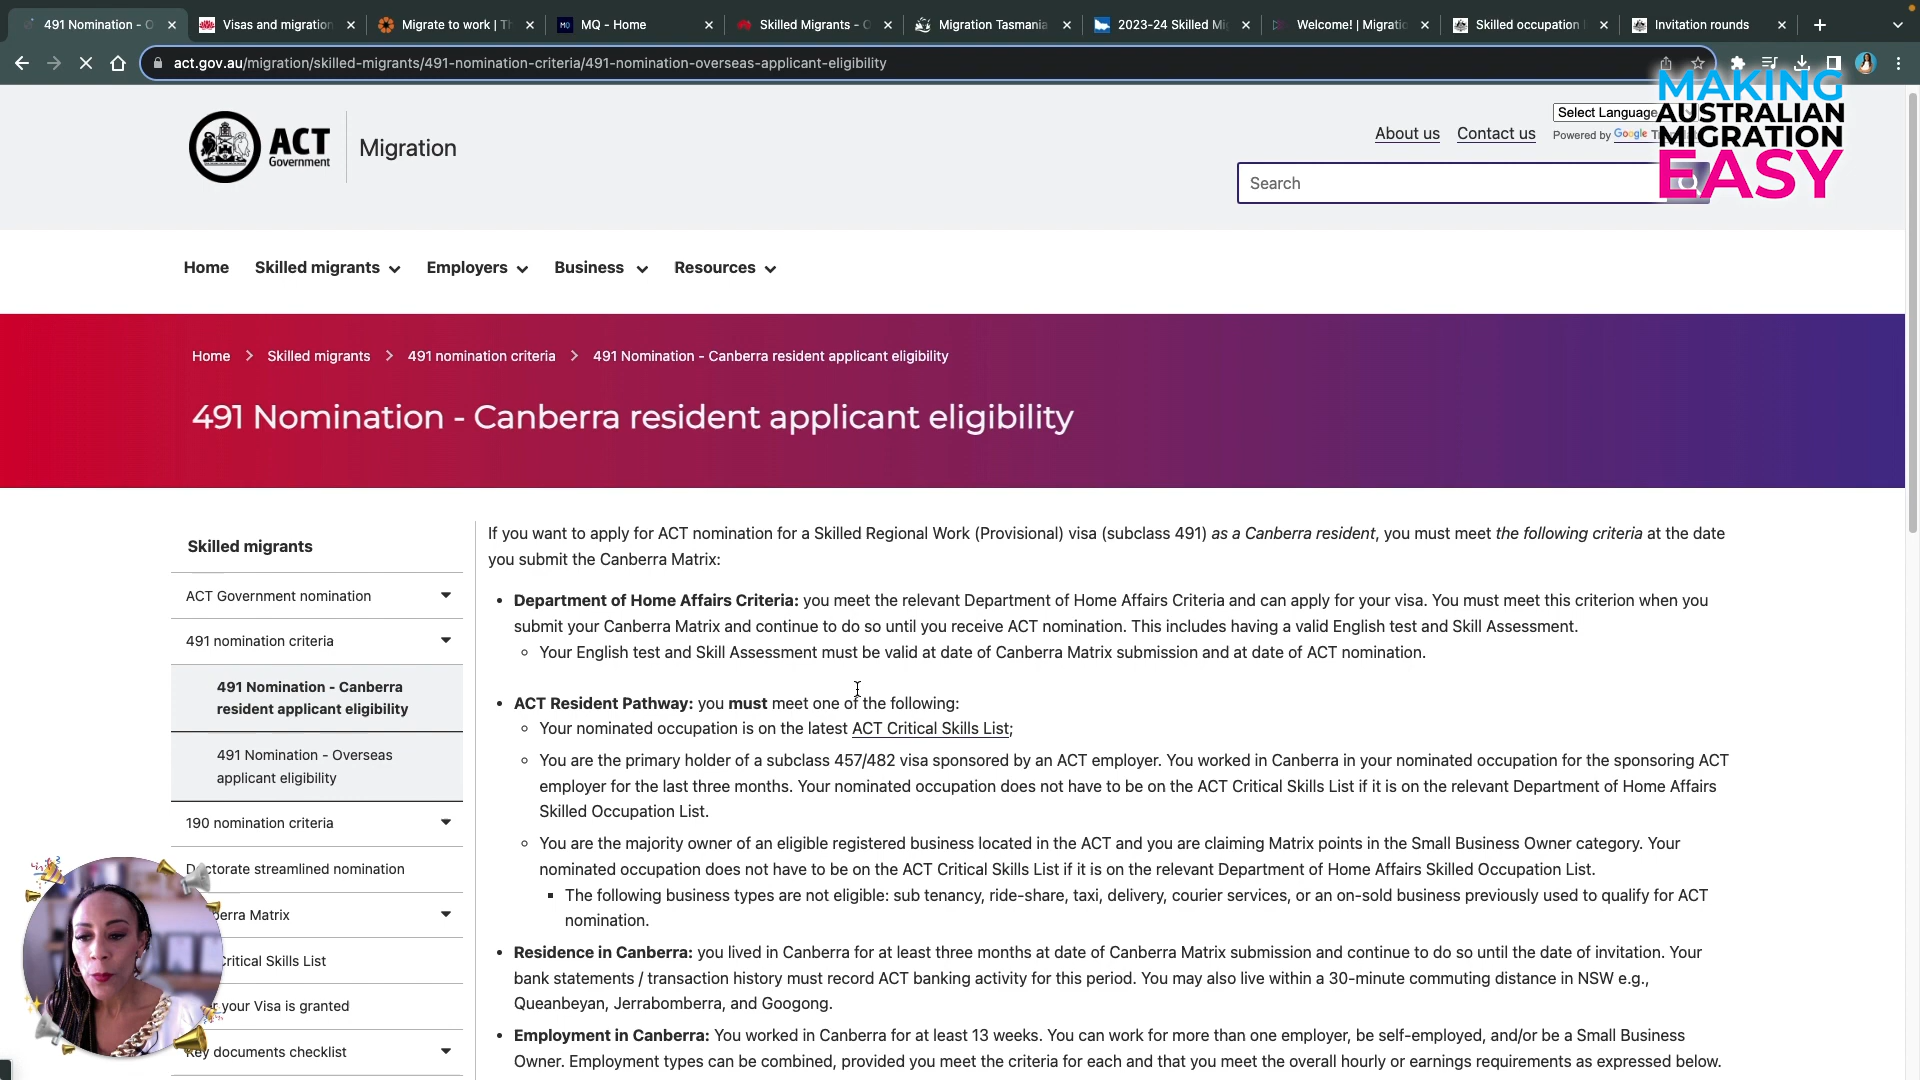 491 Nomination - O
Visas and migration
Migrate to work | Th
MQ - Home
Skilled Migrants - O
Migration Tasmania
2023-24 Skilled Mi
Welcome! | Migratio
Skilled occupation l
Invitation rounds
act.gov.au/migration/skilled-migrants/491-nomination-criteria/491-nomination-overseas-applicant-eligibility
MAKING
AUSTRALIAN
MIGRATION
EASY
ACT
Government
Migration
About us
Contact us
Select Language
Powered by Google
Search
Home
Skilled migrants
Employers
Business
Resources
Home > Skilled migrants > 491 nomination criteria > 491 Nomination - Canberra resident applicant eligibility
491 Nomination - Canberra resident applicant eligibility
Skilled migrants
ACT Government nomination
491 nomination criteria
491 Nomination - Canberra
resident applicant eligibility
491 Nomination - Overseas
applicant eligibility
190 nomination criteria
D ctorate streamlined nomination
berra Matrix
Critical Skills List
r your Visa is granted
Key documents checklist
If you want to apply for ACT nomination for a Skilled Regional Work (Provisional) visa (subclass 491) as a Canberra resident, you must meet the following criteria at the date
you submit the Canberra Matrix:
• Department of Home Affairs Criteria: you meet the relevant Department of Home Affairs Criteria and can apply for your visa. You must meet this criterion when you
submit your Canberra Matrix and continue to do so until you receive ACT nomination. This includes having a valid English test and Skill Assessment.
◦ Your English test and Skill Assessment must be valid at date of Canberra Matrix submission and at date of ACT nomination.
• ACT Resident Pathway: you must meet one of the following:
◦ Your nominated occupation is on the latest ACT Critical Skills List;
◦ You are the primary holder of a subclass 457/482 visa sponsored by an ACT employer. You worked in Canberra in your nominated occupation for the sponsoring ACT
employer for the last three months. Your nominated occupation does not have to be on the ACT Critical Skills List if it is on the relevant Department of Home Affairs
Skilled Occupation List.
◦ You are the majority owner of an eligible registered business located in the ACT and you are claiming Matrix points in the Small Business Owner category. Your
nominated occupation does not have to be on the ACT Critical Skills List if it is on the relevant Department of Home Affairs Skilled Occupation List.
▪ The following business types are not eligible: sub tenancy, ride-share, taxi, delivery, courier services, or an on-sold business previously used to qualify for ACT
nomination.
• Residence in Canberra: you lived in Canberra for at least three months at date of Canberra Matrix submission and continue to do so until the date of invitation. Your
bank statements / transaction history must record ACT banking activity for this period. You may also live within a 30-minute commuting distance in NSW e.g.,
Queanbeyan, Jerrabomberra, and Googong.
• Employment in Canberra: You worked in Canberra for at least 13 weeks. You can work for more than one employer, be self-employed, and/or be a Small Business
Owner. Employment types can be combined, provided you meet the criteria for each and that you meet the overall hourly or earnings requirements as expressed below.